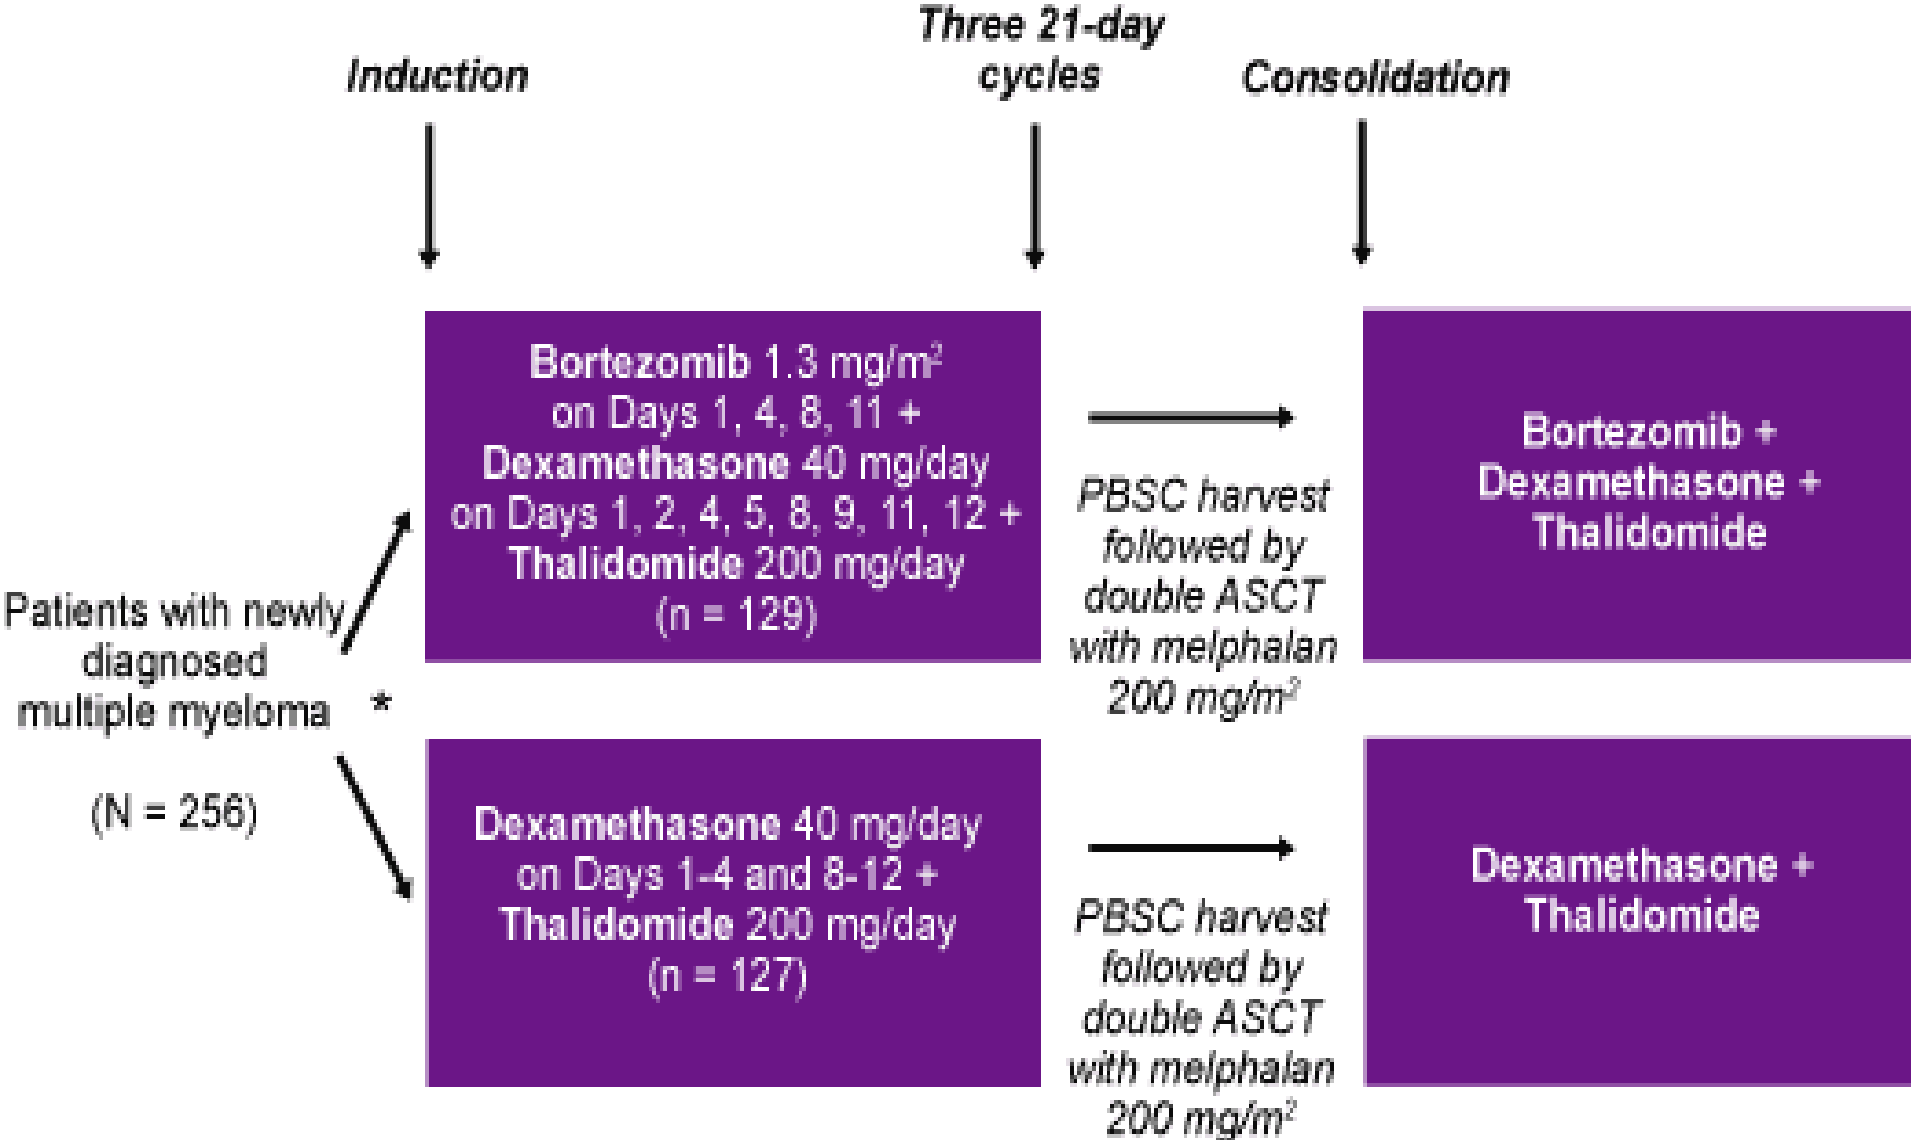 Induction
Three 21-day
cycles
Consolidation
Patients with newly
diagnosed
multiple myeloma *
(N = 256)
Bortezomib 1.3 mg/m²
on Days 1, 4, 8, 11 +
Dexamethasone 40 mg/day
on Days 1, 2, 4, 5, 8, 9, 11, 12 +
Thalidomide 200 mg/day
(n = 129)
PBSC harvest
followed by
double ASCT
with melphalan
200 mg/m²
Bortezomib +
Dexamethasone +
Thalidomide
Dexamethasone 40 mg/day
on Days 1-4 and 8-12 +
Thalidomide 200 mg/day
(n = 127)
PBSC harvest
followed by
double ASCT
with melphalan
200 mg/m²
Dexamethasone +
Thalidomide